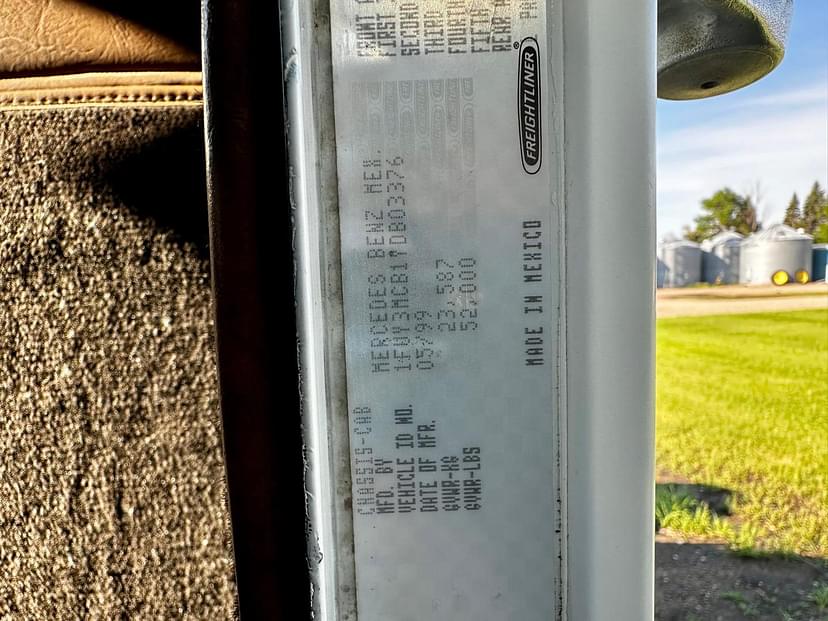 CHASSIS-CAB
MFD. BY MERCEDES BENZ MEX.
VEHICLE ID NO.
DATE OF MFR. 05/99
GVWR-KG 23,587
GVWR-LBS 52,000
MADE IN MEXICO
FRONT
FIRST
SECOND
THIRD
FOURTH
FIFTH
REAR
FREIGHTLINER®